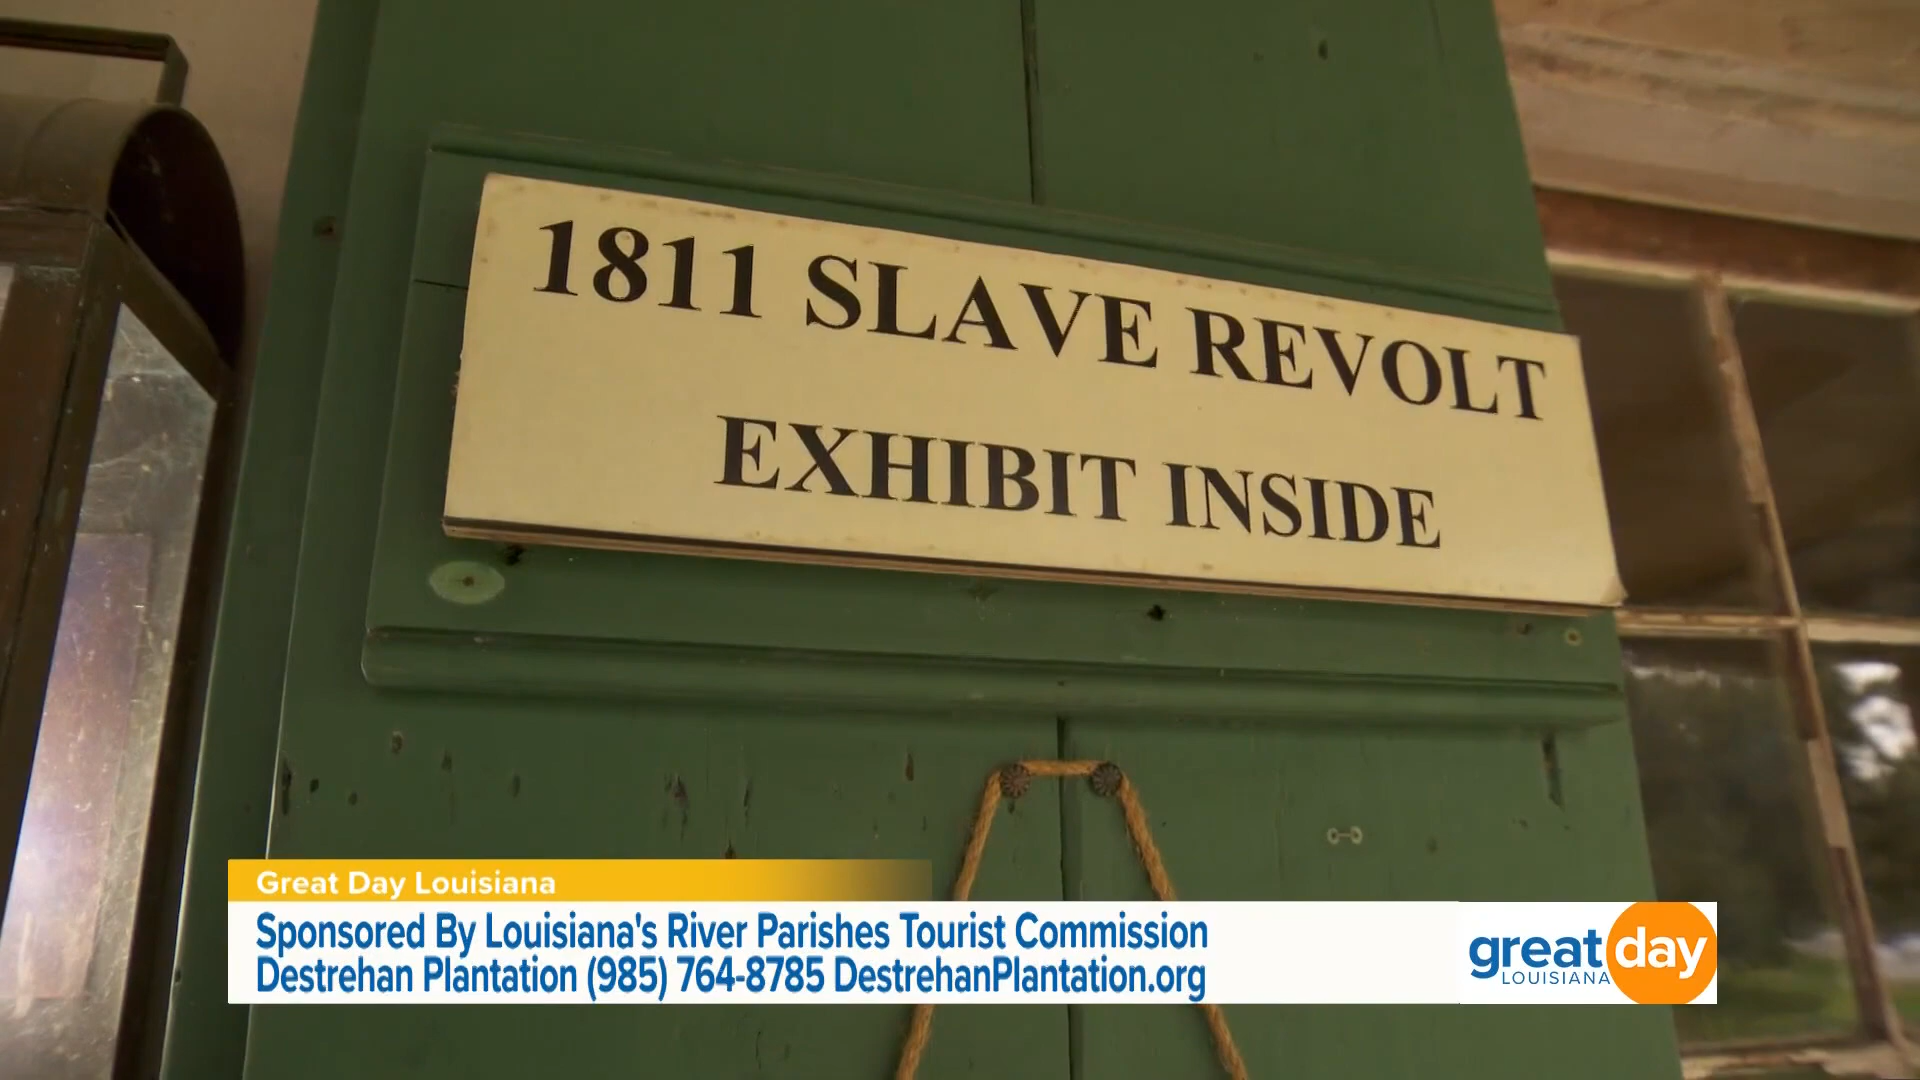 1811 SLAVE REVOLT
EXHIBIT INSIDE
Great Day Louisiana
Sponsored By Louisiana's River Parishes Tourist Commission
Destrehan Plantation (985) 764-8785 DestrehanPlantation.org
great day
LOUISIANA